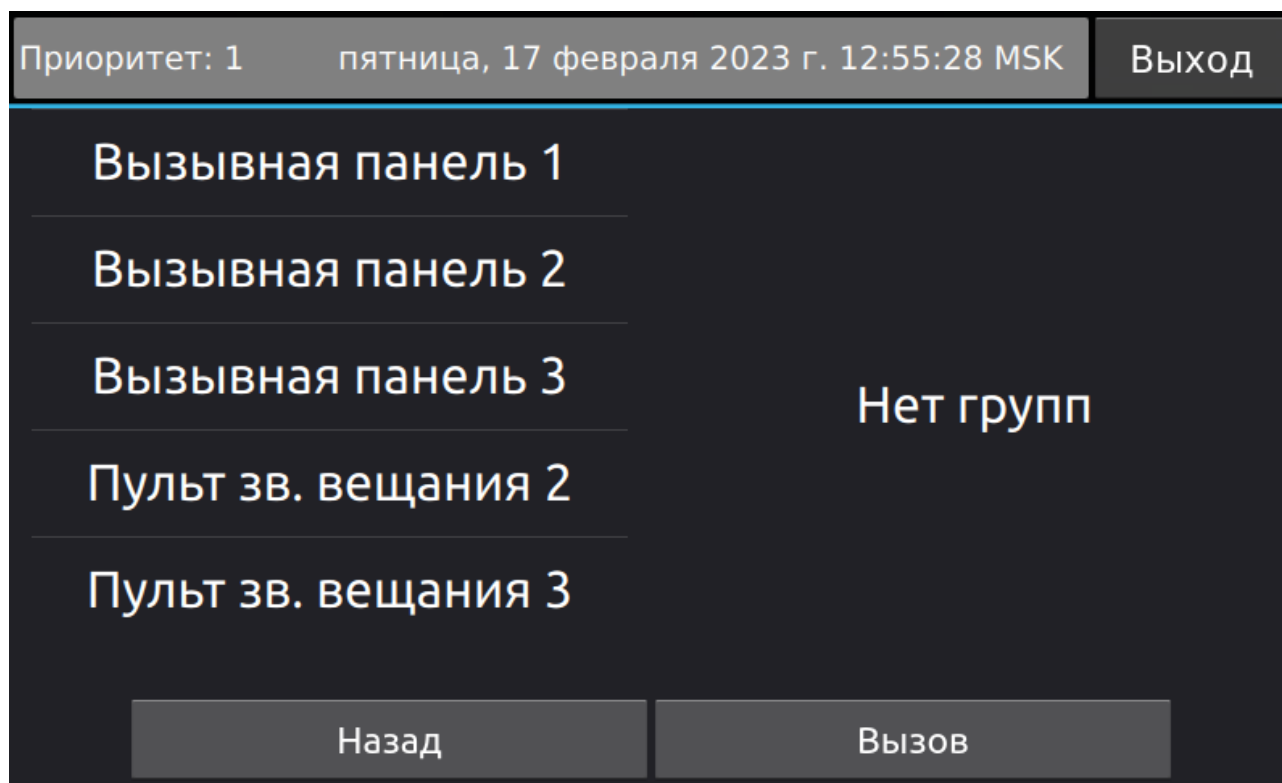 Приоритет: 1 пятница, 17 февраля 2023 г. 12:55:28 MSK Выход
Вызывная панель 1
Вызывная панель 2
Вызывная панель 3
Нет групп
Пульт зв. вещания 2
Пульт зв. вещания 3
Назад Вызов